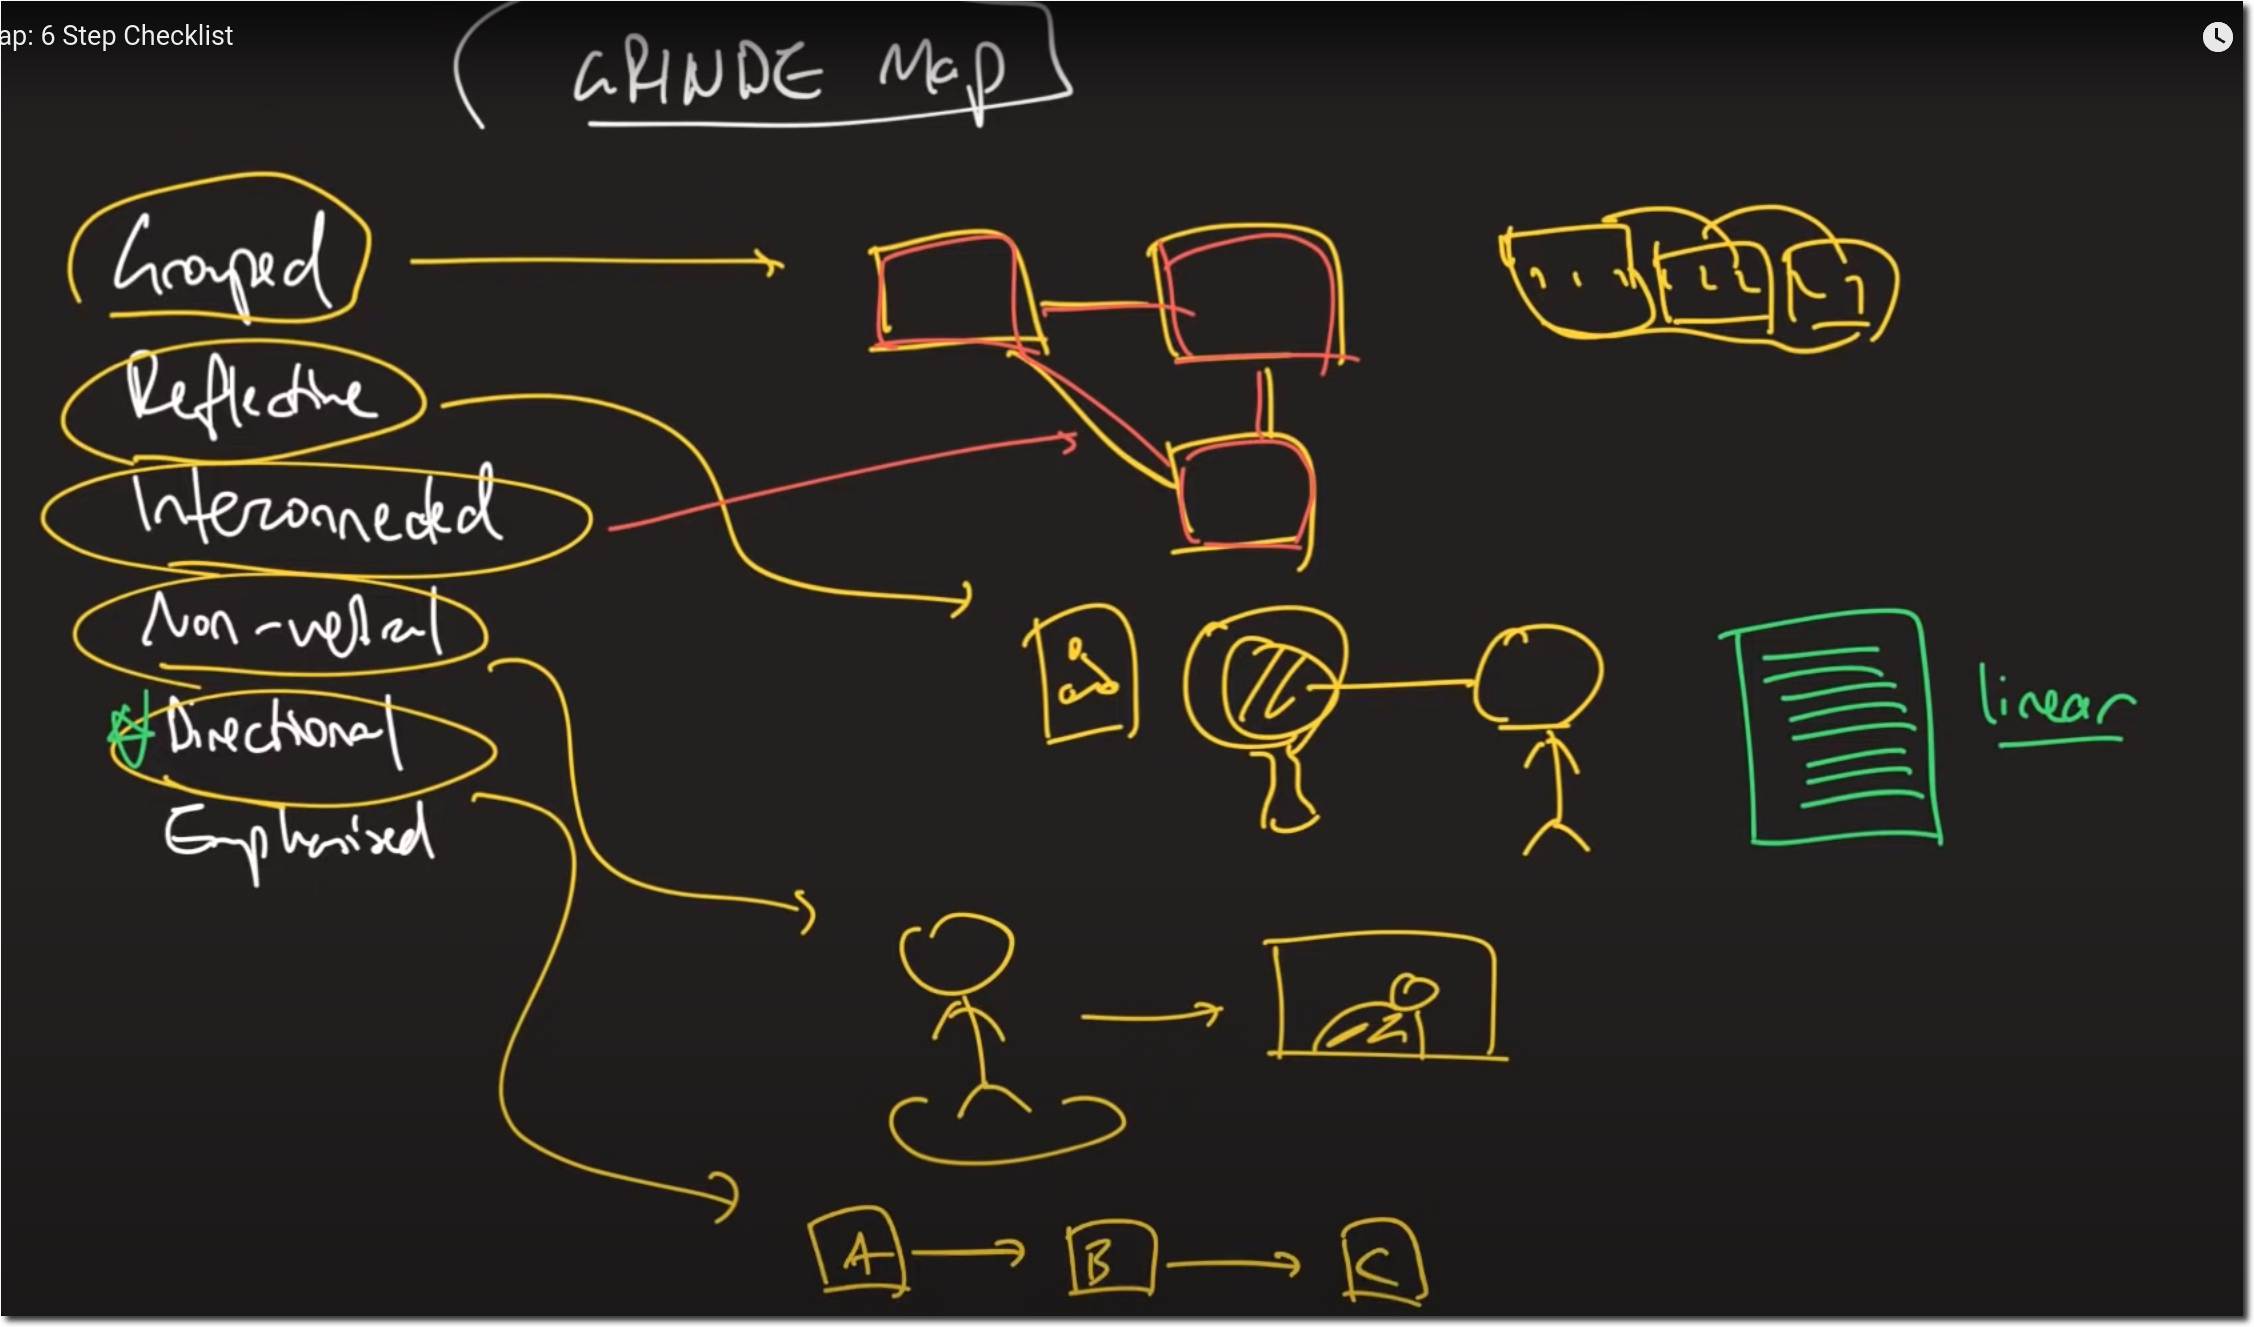 ap: 6 Step Checklist
GRINDE Map
Grouped
Reflective
Interconnected
Non-verbal
Directional
Emphasised
linear
A
B
C